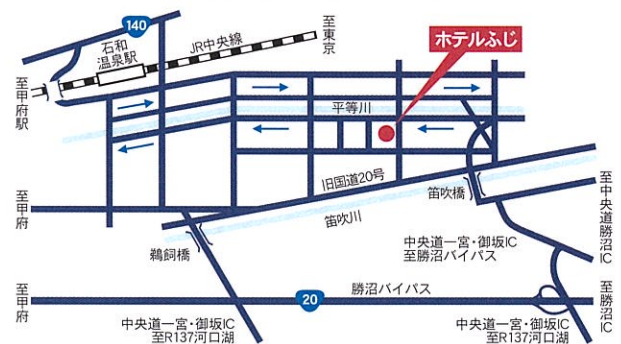 140
石和
温泉駅
JR中央線
至東京
ホテルふじ
至甲府駅
平等川
旧国道20号
笛吹川
笛吹橋
至甲府
鵜飼橋
中央道一宮・御坂IC
至勝沼バイパス
至中央道勝沼IC
至甲府
20
勝沼バイパス
至勝沼IC
中央道一宮・御坂IC
至R137河口湖
中央道一宮・御坂IC
至R137河口湖